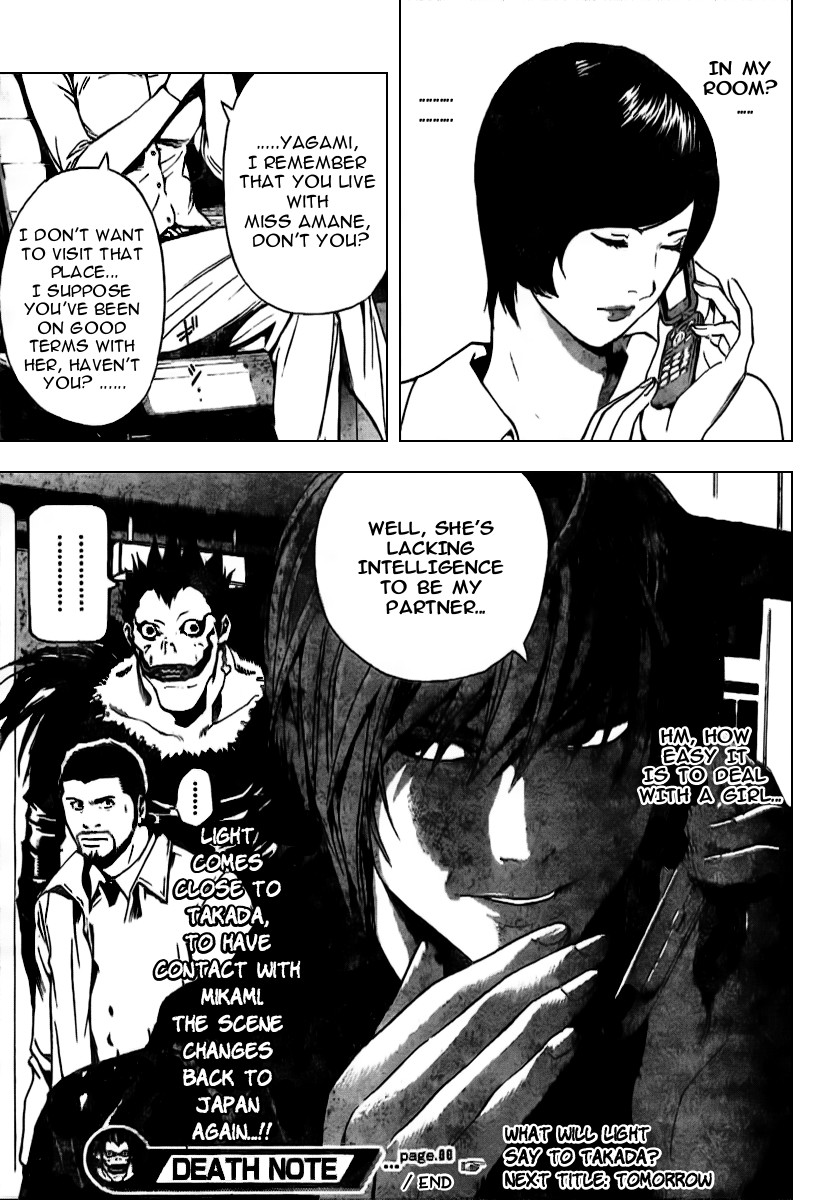 IN MY
ROOM?
.....
..........
..........
.....YAGAMI,
I REMEMBER
THAT YOU LIVE
WITH
MISS AMANE,
DON'T YOU?
I DON'T WANT
TO VISIT THAT
PLACE...
I SUPPOSE
YOU'VE BEEN
ON GOOD
TERMS WITH
HER, HAVEN'T
YOU? ......
WELL, SHE'S
LACKING
INTELLIGENCE
TO BE MY
PARTNER...
HM, HOW
EASY IT
IS TO DEAL
WITH A GIRL...
LIGHT
COMES
CLOSE TO
TAKADA,
TO HAVE
CONTACT WITH
MIKAMI.
THE SCENE
CHANGES
BACK TO
JAPAN
AGAIN...!!
DEATH NOTE
...page.88
/ END
WHAT WILL LIGHT
SAY TO TAKADA?
NEXT TITLE: TOMORROW